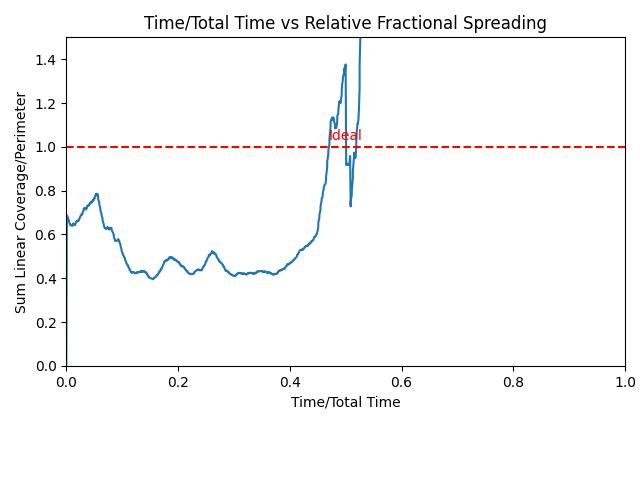 Time/Total Time vs Relative Fractional Spreading
Sum Linear Coverage/Perimeter
1.4
1.2
1.0
0.8
0.6
0.4
0.2
0.0
Ideal
0.0 0.2 0.4 0.6 0.8 1.0
Time/Total Time